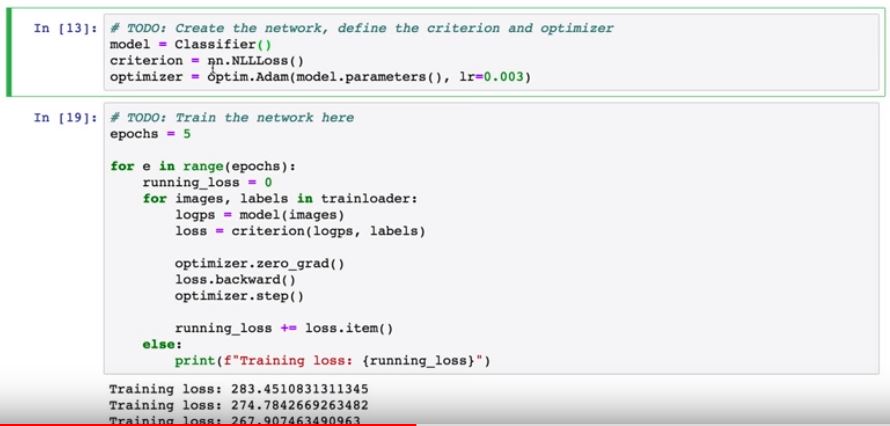 In [13]: # TODO: Create the network, define the criterion and optimizer
model = Classifier()
criterion = nn.NLLLoss()
optimizer = optim.Adam(model.parameters(), lr=0.003)
In [19]: # TODO: Train the network here
epochs = 5
for e in range(epochs):
running_loss = 0
for images, labels in trainloader:
logps = model(images)
loss = criterion(logps, labels)
optimizer.zero_grad()
loss.backward()
optimizer.step()
running_loss += loss.item()
else:
print(f"Training loss: {running_loss}")
Training loss: 283.4510831311345
Training loss: 274.7842669263482
Training loss: 267.907463490963